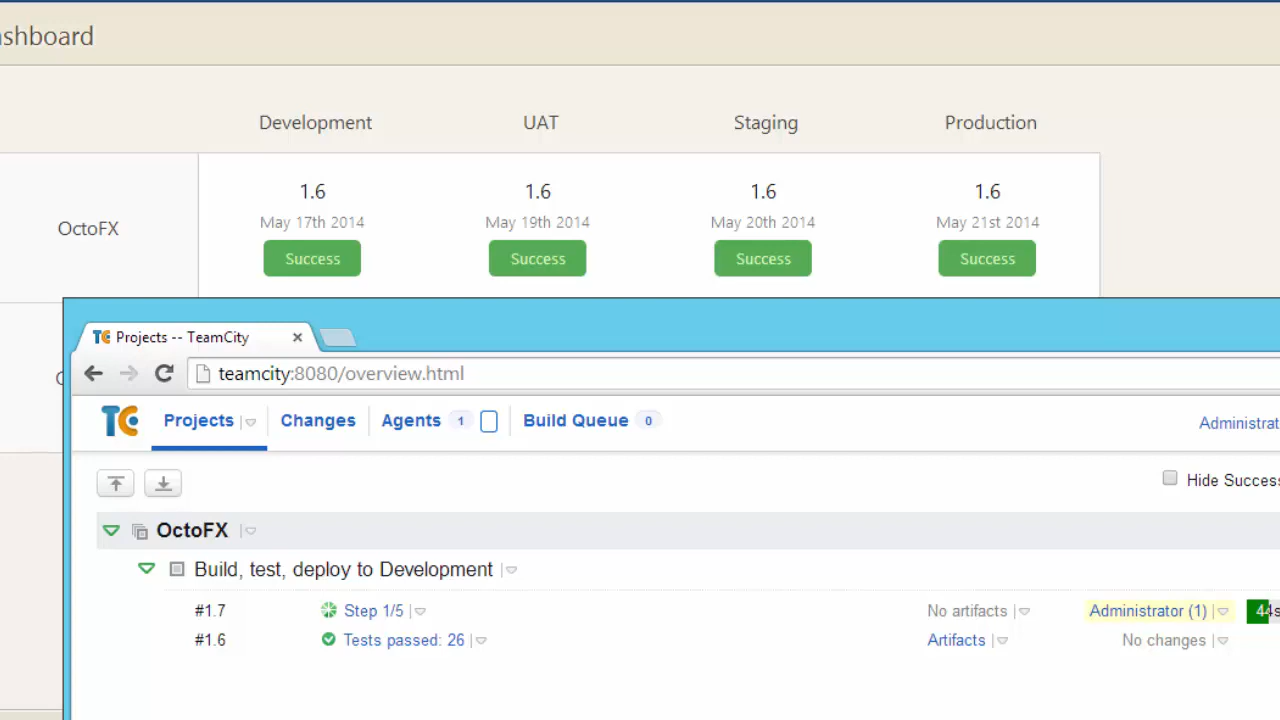 shboard
Development UAT Staging Production
1.6 1.6 1.6 1.6
May 17th 2014 May 19th 2014 May 20th 2014 May 21st 2014
OctoFX
Success Success Success Success
TC Projects -- TeamCity ×
teamcity:8080/overview.html
TC Projects Changes Agents 1 Build Queue 0 Administrat
Hide Success
OctoFX
Build, test, deploy to Development
#1.7 Step 1/5 No artifacts Administrator (1) 44s
#1.6 Tests passed: 26 Artifacts No changes